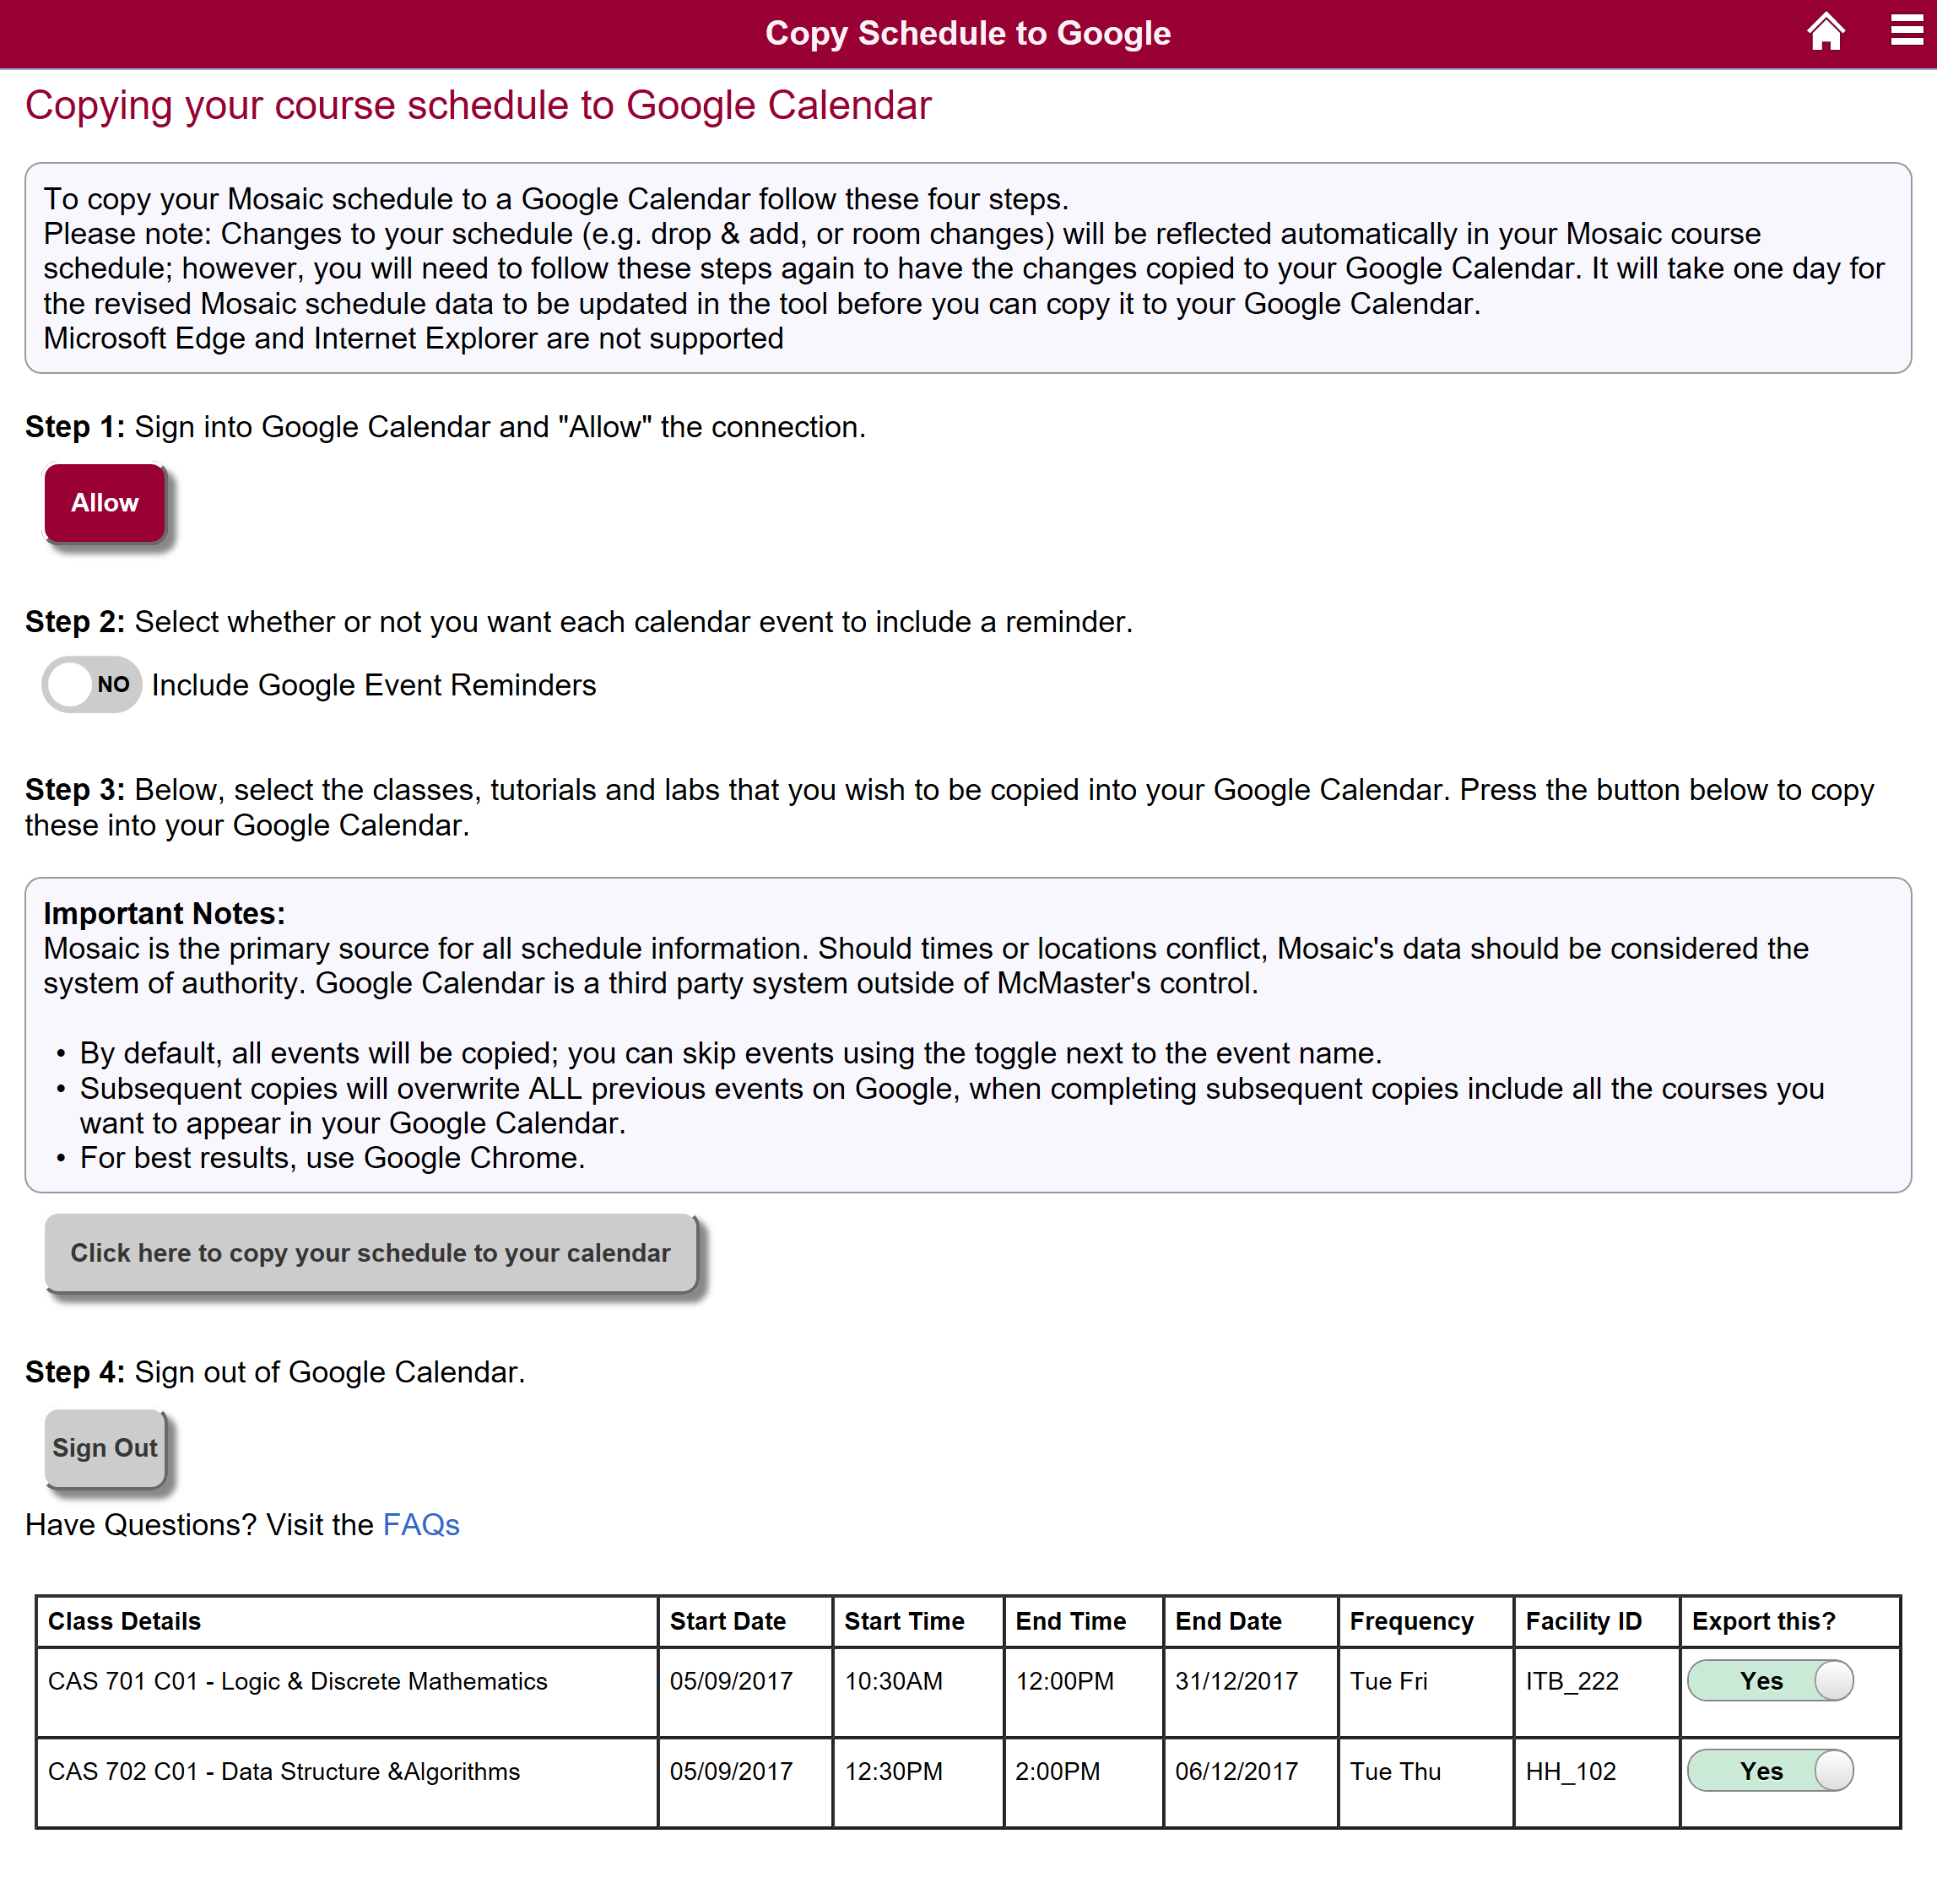 Copy Schedule to Google
Copying your course schedule to Google Calendar
To copy your Mosaic schedule to a Google Calendar follow these four steps.
Please note: Changes to your schedule (e.g. drop & add, or room changes) will be reflected automatically in your Mosaic course
schedule; however, you will need to follow these steps again to have the changes copied to your Google Calendar. It will take one day for
the revised Mosaic schedule data to be updated in the tool before you can copy it to your Google Calendar.
Microsoft Edge and Internet Explorer are not supported
Step 1: Sign into Google Calendar and "Allow" the connection.
Allow
Step 2: Select whether or not you want each calendar event to include a reminder.
NO Include Google Event Reminders
Step 3: Below, select the classes, tutorials and labs that you wish to be copied into your Google Calendar. Press the button below to copy
these into your Google Calendar.
Important Notes:
Mosaic is the primary source for all schedule information. Should times or locations conflict, Mosaic's data should be considered the
system of authority. Google Calendar is a third party system outside of McMaster's control.
• By default, all events will be copied; you can skip events using the toggle next to the event name.
• Subsequent copies will overwrite ALL previous events on Google, when completing subsequent copies include all the courses you
want to appear in your Google Calendar.
• For best results, use Google Chrome.
Click here to copy your schedule to your calendar
Step 4: Sign out of Google Calendar.
Sign Out
Have Questions? Visit the FAQs
Class Details Start Date Start Time End Time End Date Frequency Facility ID Export this?
CAS 701 C01 - Logic & Discrete Mathematics 05/09/2017 10:30AM 12:00PM 31/12/2017 Tue Fri ITB_222 Yes
CAS 702 C01 - Data Structure &Algorithms 05/09/2017 12:30PM 2:00PM 06/12/2017 Tue Thu HH_102 Yes